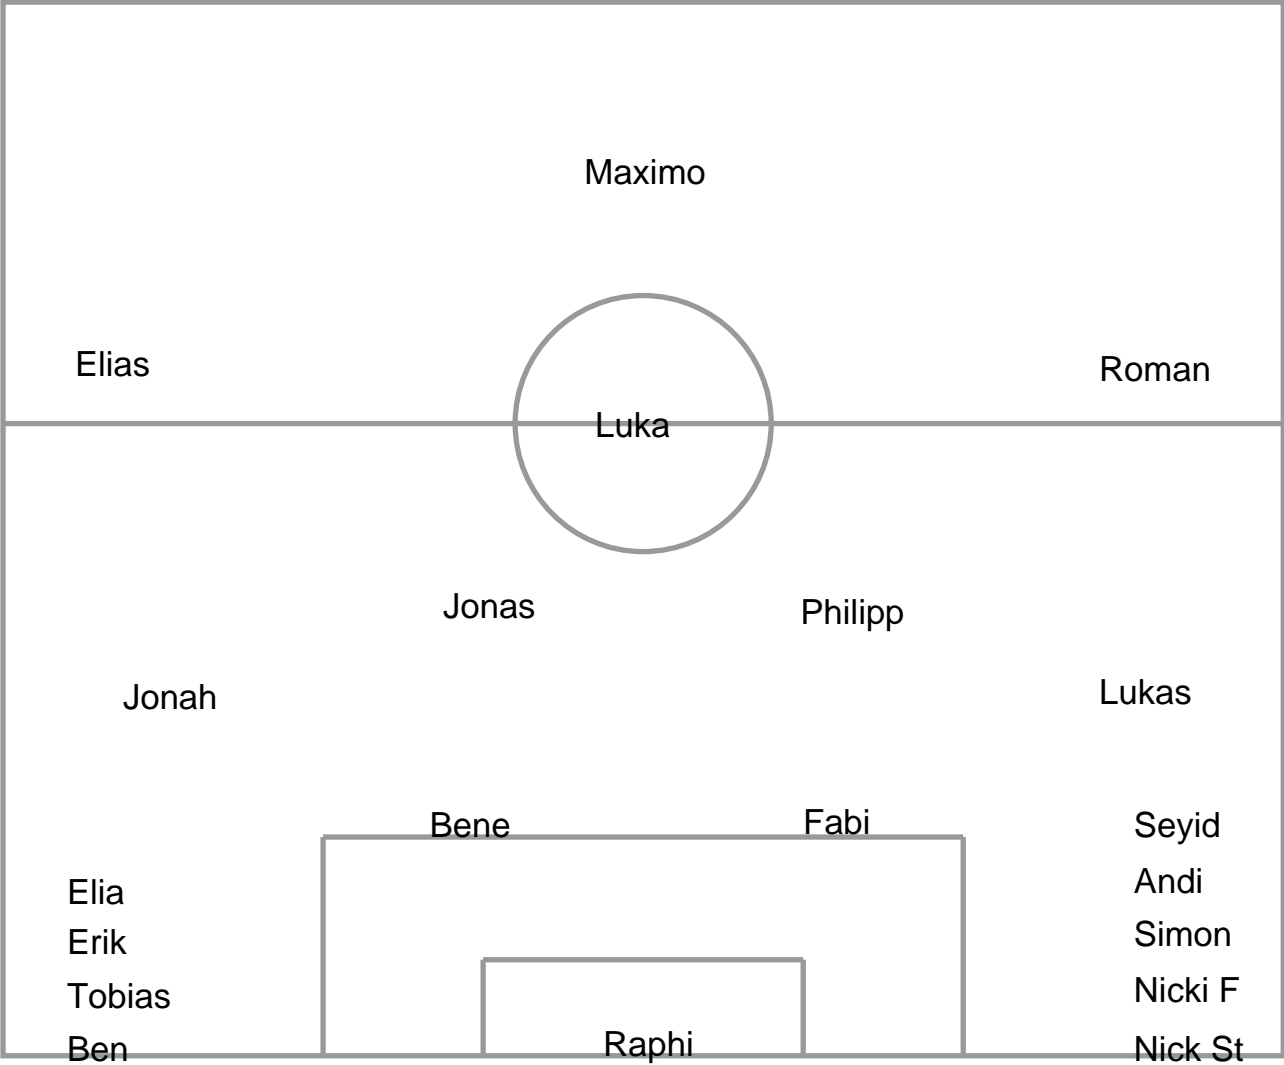 Maximo
Elias
Roman
Luka
Jonas
Philipp
Jonah
Lukas
Bene
Fabi
Seyid
Elia
Andi
Erik
Simon
Tobias
Nicki F
Ben
Raphi
Nick St